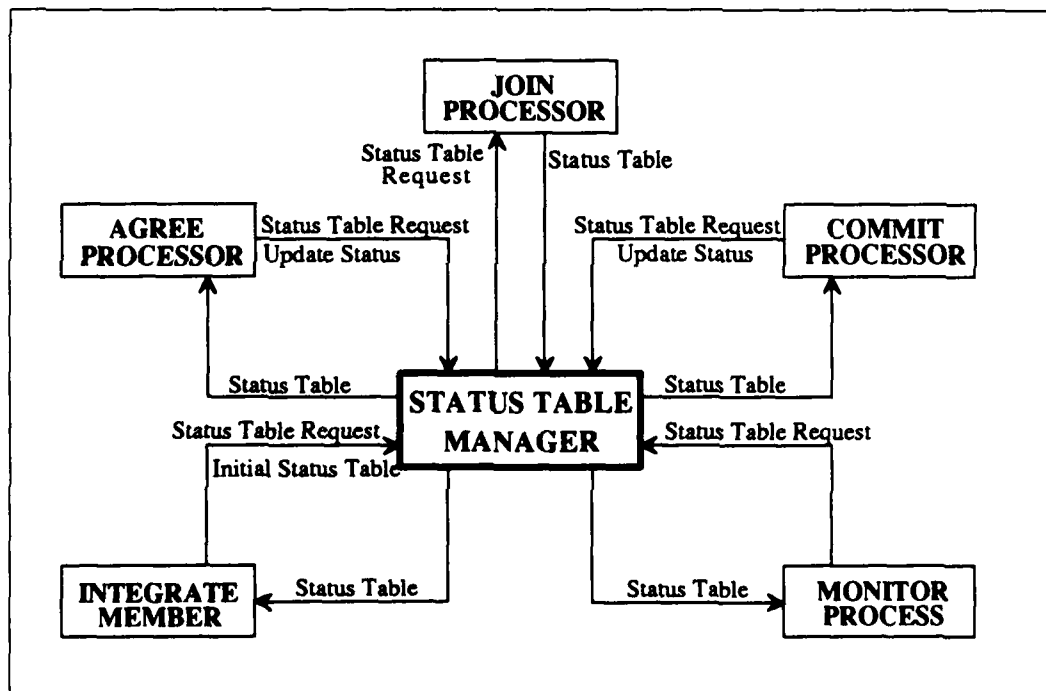 JOIN
PROCESSOR
Status Table
Request
Status Table
AGREE
PROCESSOR
Status Table Request
Update Status
Status Table Request
Update Status
COMMIT
PROCESSOR
Status Table
STATUS TABLE
MANAGER
Status Table
Status Table Request
Initial Status Table
Status Table Request
INTEGRATE
MEMBER
Status Table
Status Table
MONITOR
PROCESS